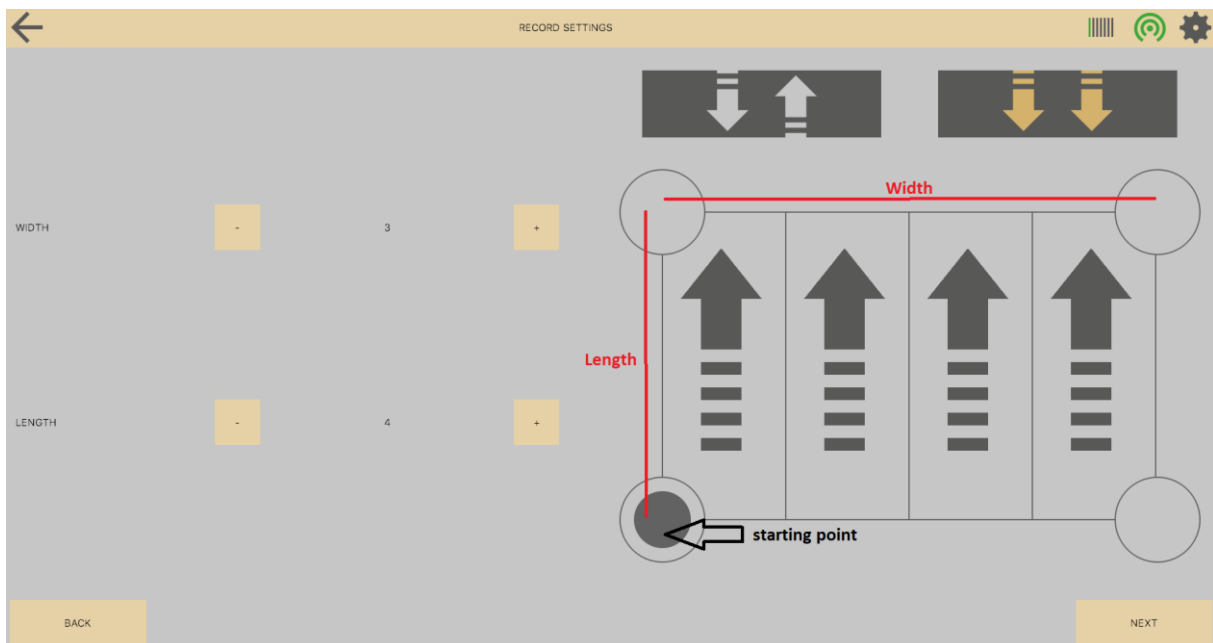 RECORD SETTINGS
Width
WIDTH
-
3
+
Length
LENGTH
-
4
+
starting point
BACK
NEXT